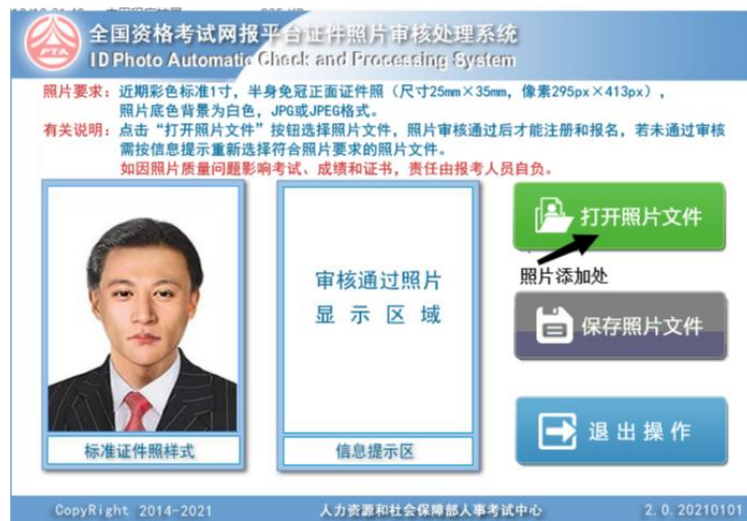 全国资格考试网报平台证件照片审核处理系统
PTA
ID Photo Automatic Check and Processing System
照片要求：近期彩色标准1寸，半身免冠正面证件照（尺寸25mm×35mm，像素295px×413px），
照片底色背景为白色，JPG或JPEG格式。
有关说明：点击“打开照片文件”按钮选择照片文件，照片审核通过后才能注册和报名，若未通过审核
需按信息提示重新选择符合照片要求的照片文件。
如因照片质量问题影响考试、成绩和证书，责任由报考人员自负。
打开照片文件
照片添加处
审核通过照片
显示区域
保存照片文件
退出操作
标准证件照样式
信息提示区
CopyRight 2014-2021
人力资源和社会保障部人事考试中心
2.0.20210101